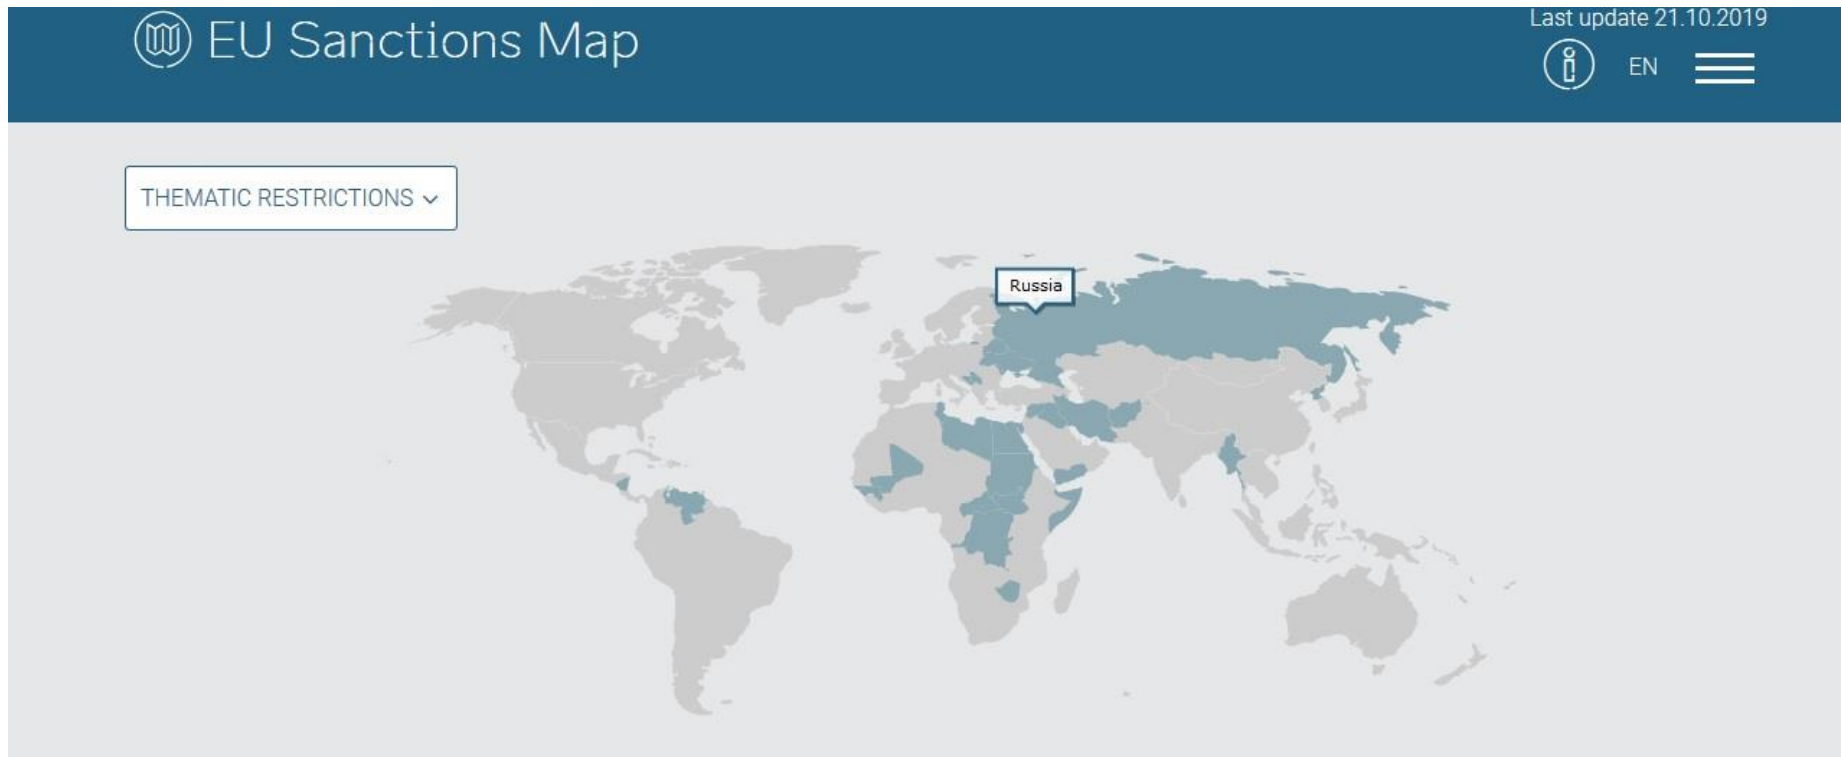 EU Sanctions Map
Last update 21.10.2019
EN
THEMATIC RESTRICTIONS
Russia